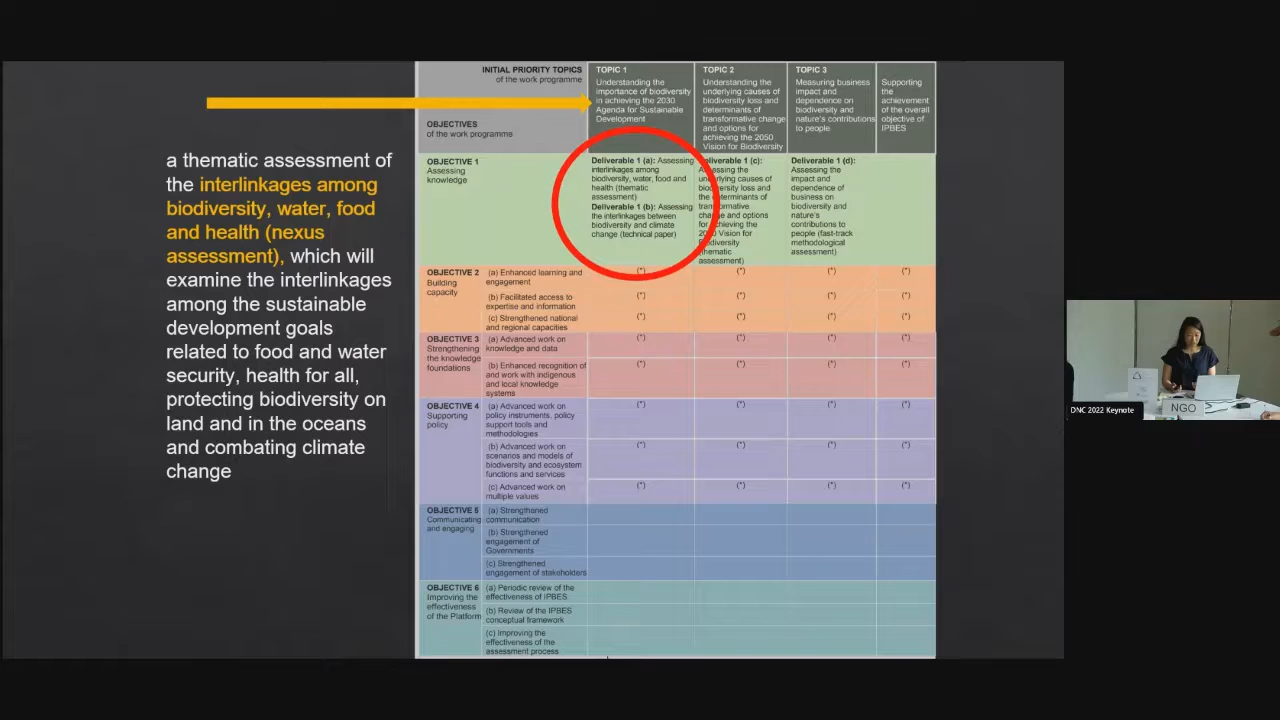 a thematic assessment of
the interlinkages among
biodiversity, water, food
and health (nexus
assessment), which will
examine the interlinkages
among the sustainable
development goals
related to food and water
security, health for all,
protecting biodiversity on
land and in the oceans
and combating climate
change
INITIAL PRIORITY TOPICS
of the work programme
OBJECTIVES
of the work programme
TOPIC 1
Understanding the
importance of biodiversity
in achieving the 2030
Agenda for Sustainable
Development
TOPIC 2
Understanding the
underlying causes of
biodiversity loss and
determinants of
transformative change
and options for
achieving the 2050
Vision for Biodiversity
TOPIC 3
Measuring business
impact and
dependence on
biodiversity and
nature's contributions
to people
Supporting
the
achievement
of the overall
objective of
IPBES
OBJECTIVE 1
Assessing
knowledge
Deliverable 1 (a): Assessing
interlinkages among
biodiversity, water, food and
health (thematic
assessment)
Deliverable 1 (b): Assessing
the interlinkages between
biodiversity and climate
change (technical paper)
Deliverable 1 (c):
Assessing the
underlying causes of
biodiversity loss and
the determinants of
transformative
change and options
for achieving the
2050 Vision for
Biodiversity
(thematic
assessment)
Deliverable 1 (d):
Assessing the
impact and
dependence of
business on
biodiversity and
nature's
contributions to
people (fast-track
methodological
assessment)
OBJECTIVE 2
Building
capacity
(a) Enhanced learning and
engagement
(*) (*) (*) (*)
(b) Facilitated access to
expertise and information
(*) (*) (*) (*)
(c) Strengthened national
and regional capacities
(*) (*) (*) (*)
OBJECTIVE 3
Strengthening
the knowledge
foundations
(a) Advanced work on
knowledge and data
(*) (*) (*) (*)
(b) Enhanced recognition of
and work with indigenous
and local knowledge
systems
(*) (*) (*) (*)
OBJECTIVE 4
Supporting
policy
(a) Advanced work on
policy instruments, policy
support tools and
methodologies
(*) (*) (*) (*)
(b) Advanced work on
scenarios and models of
biodiversity and ecosystem
functions and services
(*) (*) (*) (*)
(c) Advanced work on
multiple values
(*) (*) (*) (*)
OBJECTIVE 5
Communicating
and engaging
(a) Strengthened
communication
(b) Strengthened
engagement of
Governments
(c) Strengthened
engagement of stakeholders
OBJECTIVE 6
Improving the
effectiveness
of the Platform
(a) Periodic review of the
effectiveness of IPBES
(b) Review of the IPBES
conceptual framework
(c) Improving the
effectiveness of the
assessment process
DNC 2022 Keynote
NGO